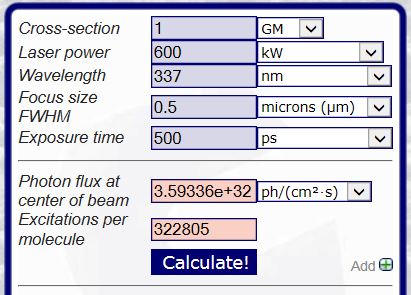 Cross-section 1 GM
Laser power 600 kW
Wavelength 337 nm
Focus size
FWHM 0.5 microns (µm)
Exposure time 500 ps
Photon flux at
center of beam 3.59336e+32 ph/(cm²·s)
Excitations per
molecule 322805
Calculate! Add